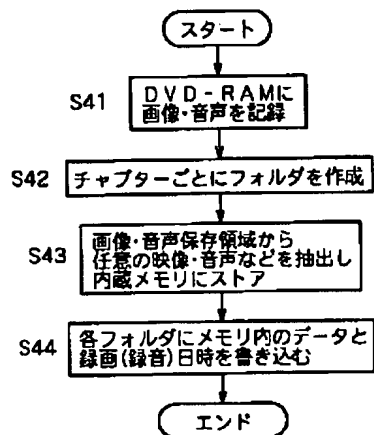 スタート
S41
DVD-RAMに
画像・音声を記録
S42
チャプターごとにフォルダを作成
S43
画像・音声保存領域から
任意の映像・音声などを抽出し
内蔵メモリにストア
S44
各フォルダにメモリ内のデータと
録画(録音)日時を書き込む
エンド